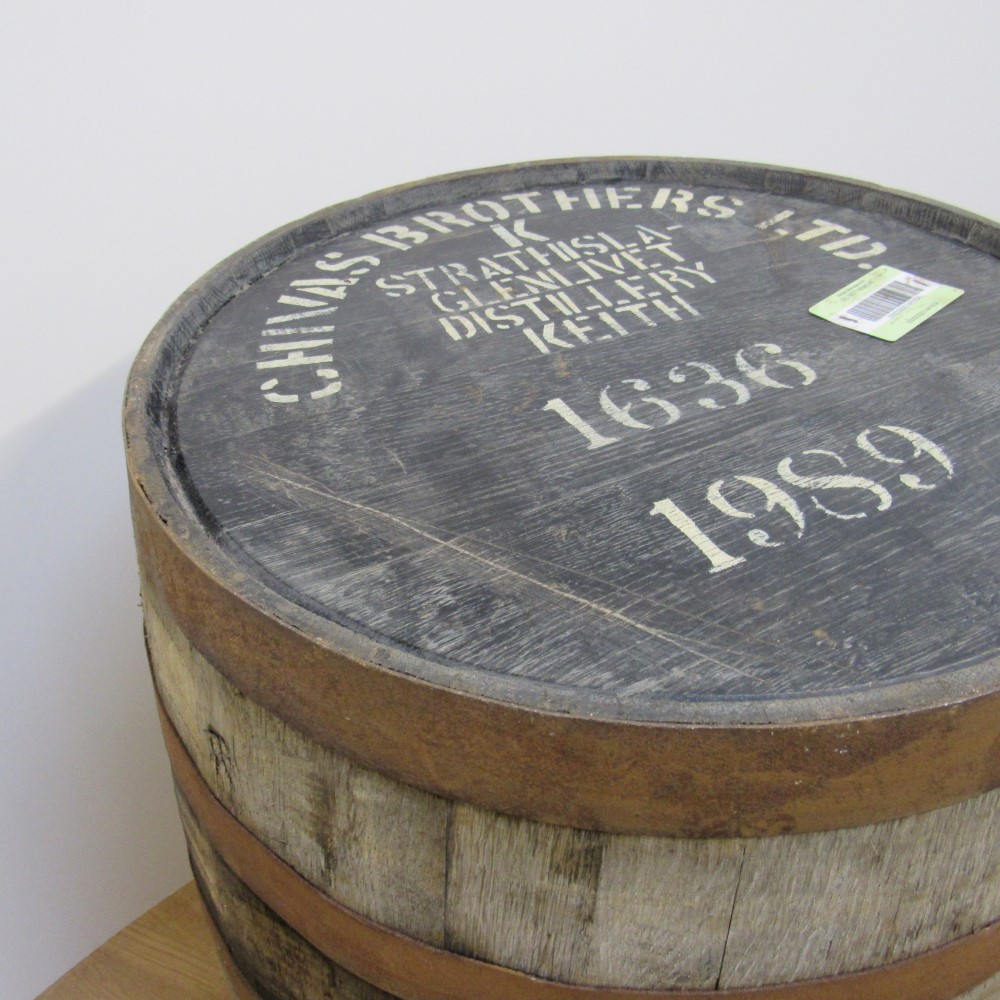 CHIVAS BROTHERS LTD.
K
STRATHISLA-
GLENLIVET
DISTILLERY
KEITH
1636
1989